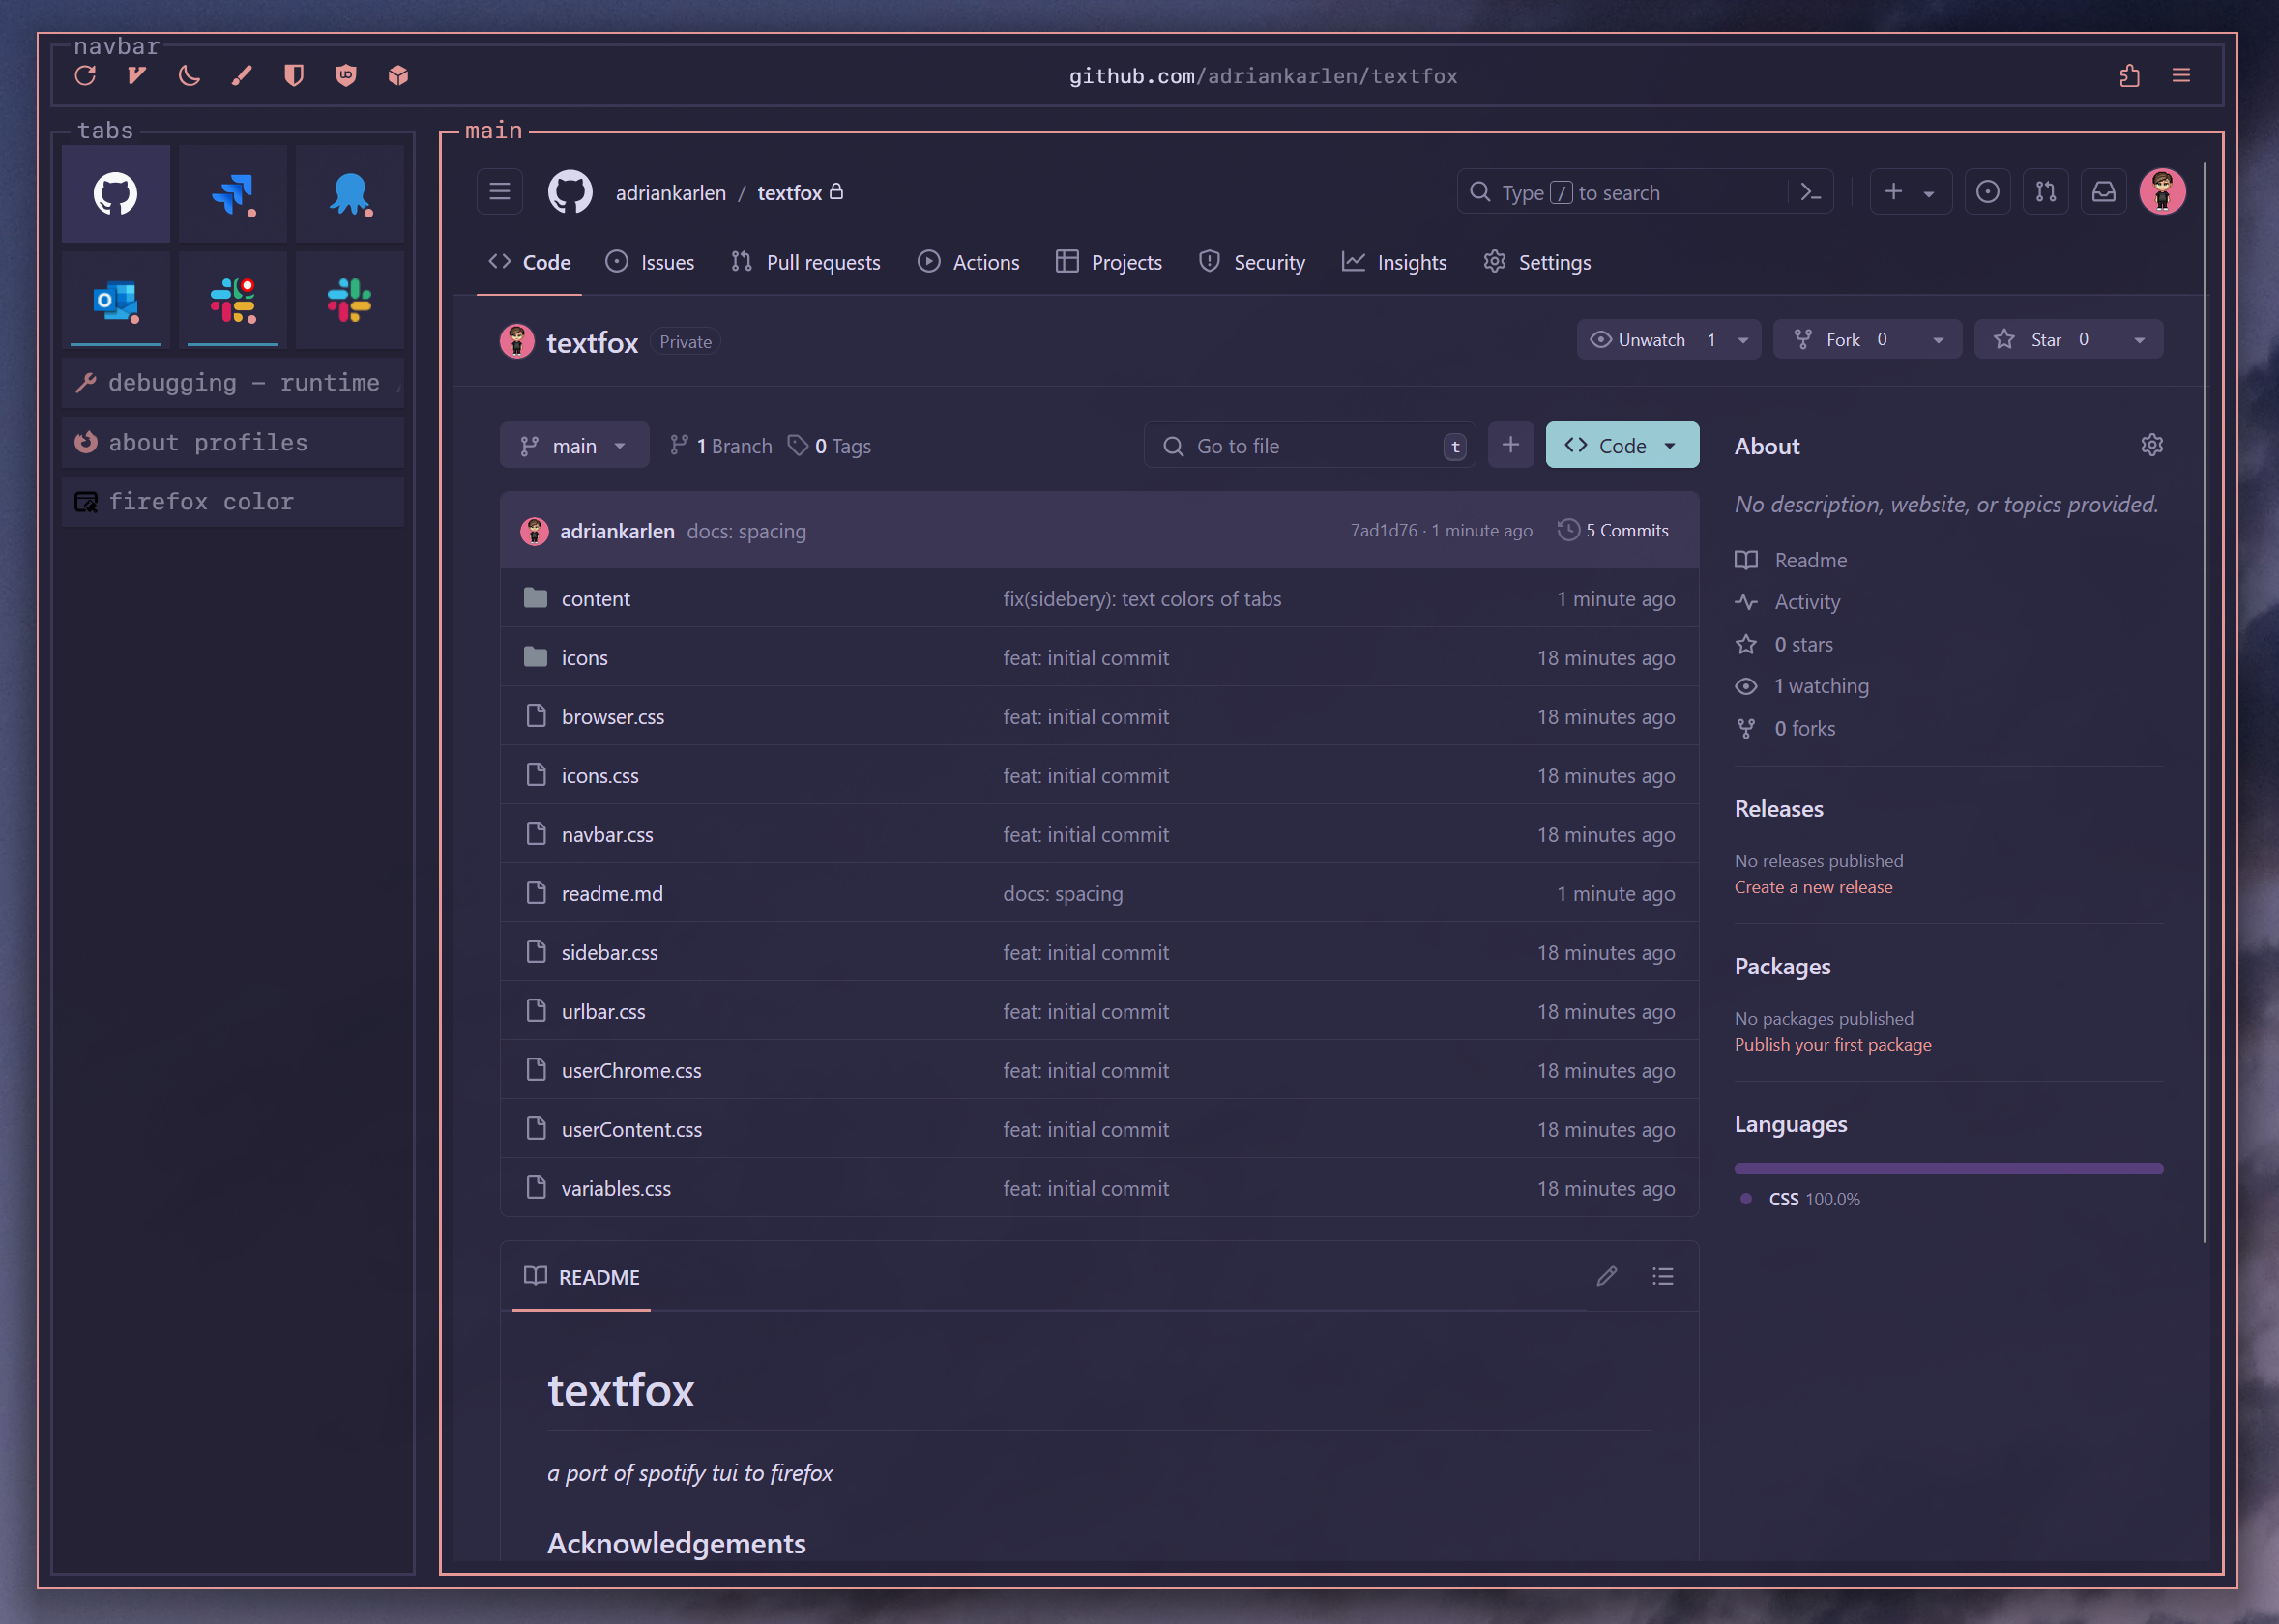 navbar
github.com/adriankarlen/textfox
tabs
debugging - runtime
about profiles
firefox color
main
adriankarlen / textfox
Type / to search
Code Issues Pull requests Actions Projects Security Insights Settings
textfox Private
Unwatch 1 Fork 0 Star 0
main 1 Branch 0 Tags
Go to file t
Code
adriankarlen docs: spacing 7ad1d76 · 1 minute ago 5 Commits
content fix(sidebery): text colors of tabs 1 minute ago
icons feat: initial commit 18 minutes ago
browser.css feat: initial commit 18 minutes ago
icons.css feat: initial commit 18 minutes ago
navbar.css feat: initial commit 18 minutes ago
readme.md docs: spacing 1 minute ago
sidebar.css feat: initial commit 18 minutes ago
urlbar.css feat: initial commit 18 minutes ago
userChrome.css feat: initial commit 18 minutes ago
userContent.css feat: initial commit 18 minutes ago
variables.css feat: initial commit 18 minutes ago
README
textfox
a port of spotify tui to firefox
Acknowledgements
About
No description, website, or topics provided.
Readme
Activity
0 stars
1 watching
0 forks
Releases
No releases published
Create a new release
Packages
No packages published
Publish your first package
Languages
CSS 100.0%